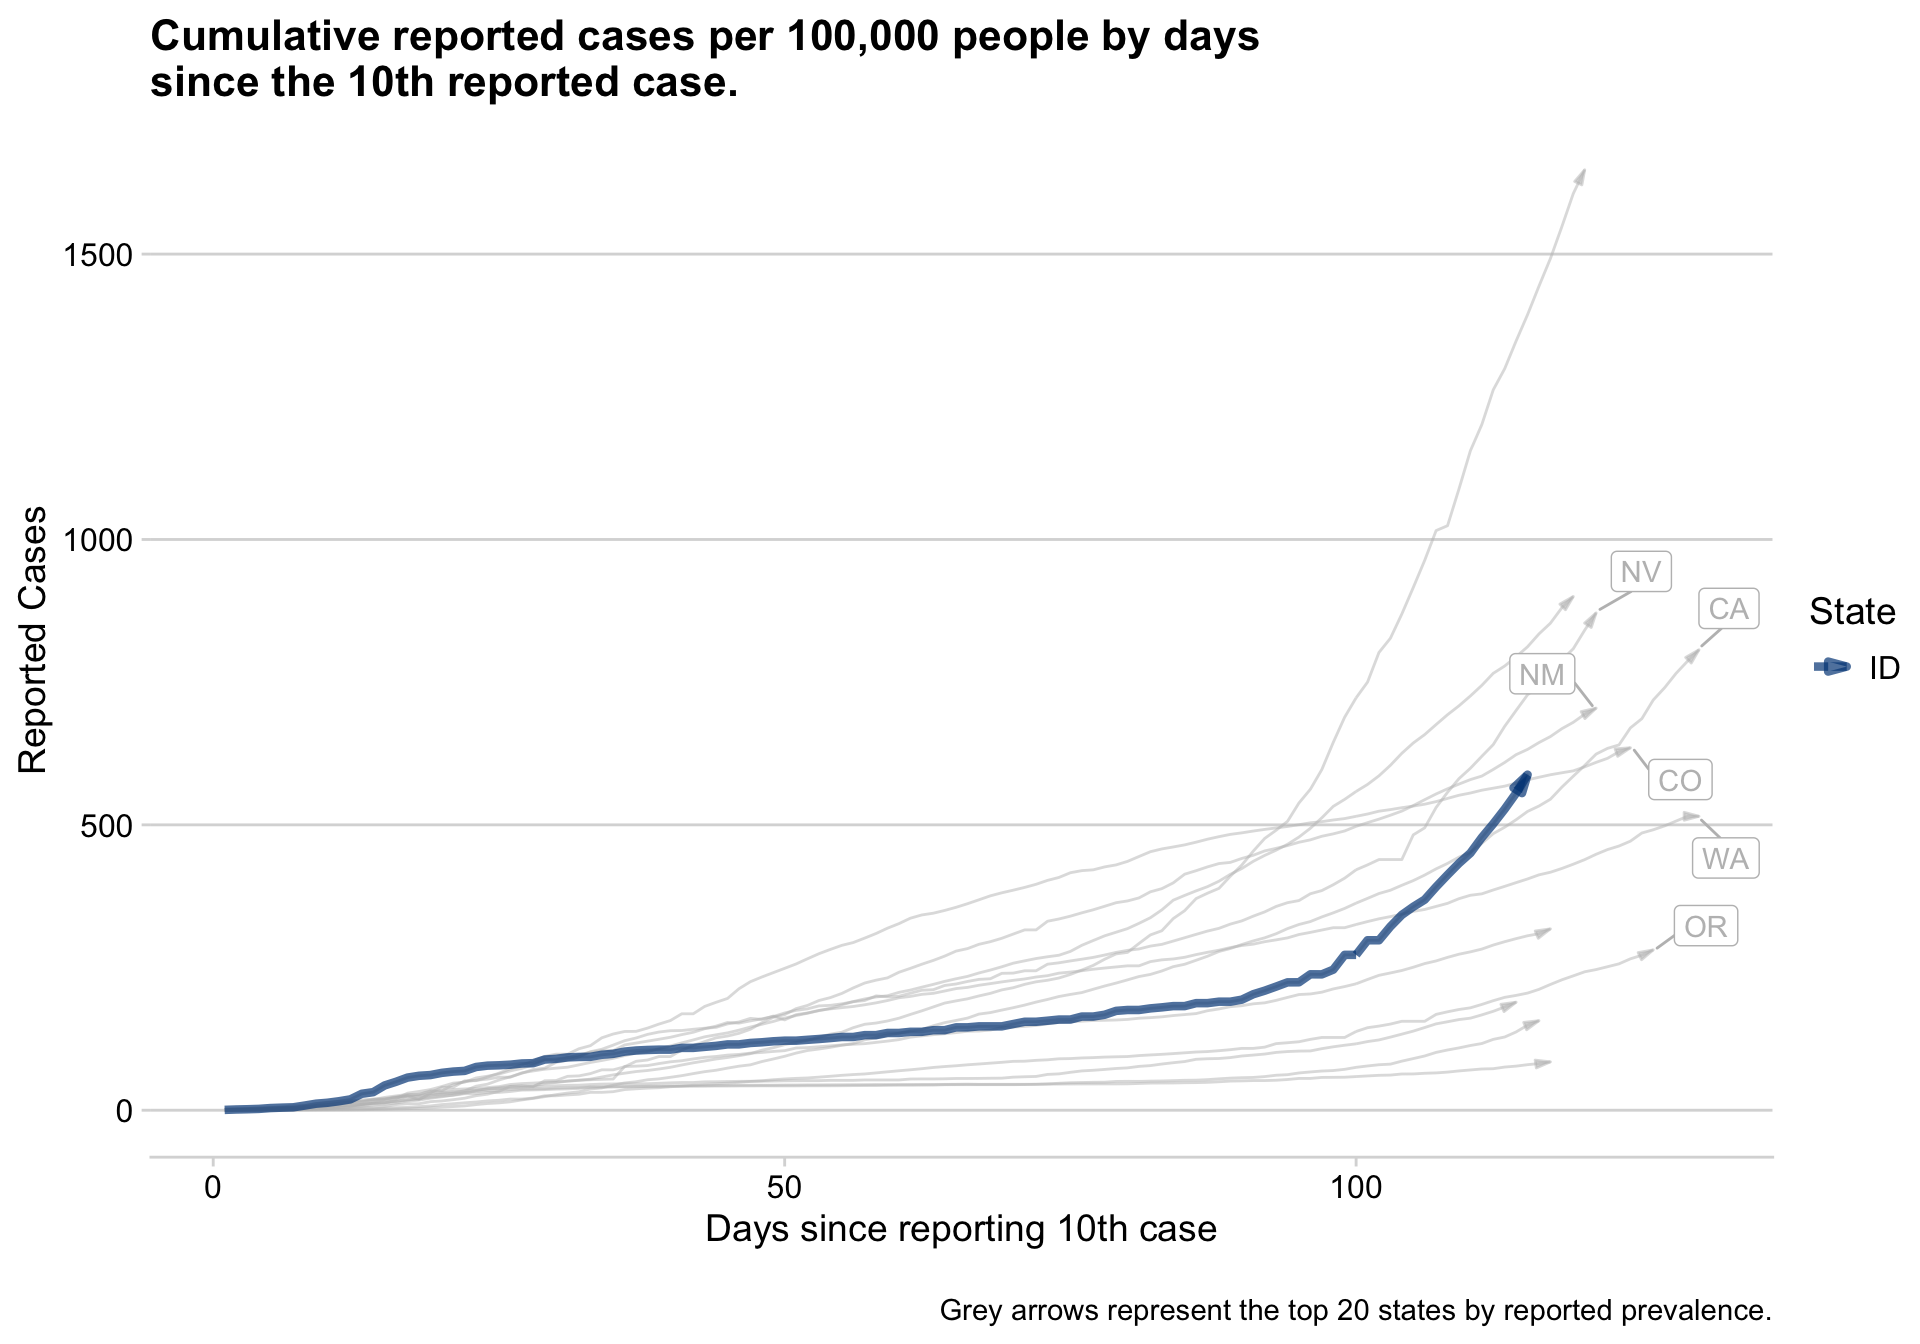 Cumulative reported cases per 100,000 people by days
since the 10th reported case.
1500
1000
500
0
Reported Cases
NV
CA
NM
CO
WA
OR
State
ID
0
50
100
Days since reporting 10th case
Grey arrows represent the top 20 states by reported prevalence.